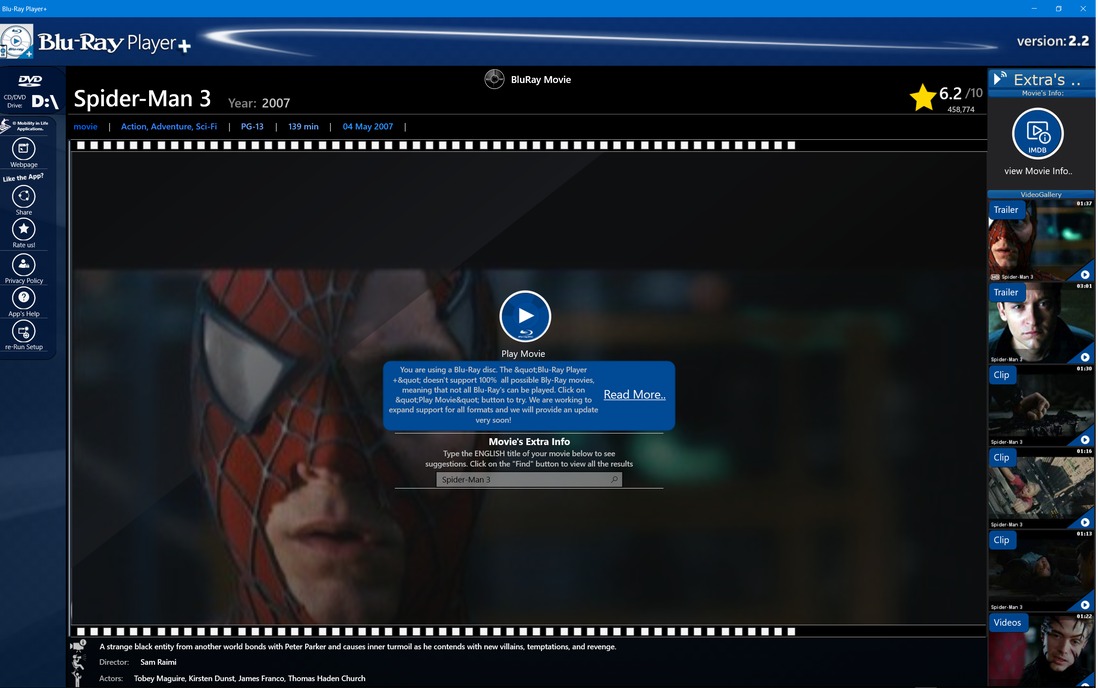 Blu-Ray Player+
Blu-Ray Player+
version: 2.2
DVD
CD/DVD
Drive:
D:\
© Mobility in Life
Applications.
Webpage
Like the App?
Share
Rate us!
Privacy Policy
App's Help
re-Run Setup
BluRay Movie
Spider-Man 3 Year: 2007
6.2 /10
458,774
movie | Action, Adventure, Sci-Fi | PG-13 | 139 min | 04 May 2007 |
Play Movie
You are using a Blu-Ray disc. The &quot;Blu-Ray Player
+&quot; doesn't support 100% all possible Bly-Ray movies,
meaning that not all Blu-Ray's can be played. Click on
&quot;Play Movie&quot; button to try. We are working to
expand support for all formats and we will provide an update
very soon!
Read More..
Movie's Extra Info
Type the ENGLISH title of your movie below to see
suggestions. Click on the "Find" button to view all the results
Spider-Man 3
A strange black entity from another world bonds with Peter Parker and causes inner turmoil as he contends with new villains, temptations, and revenge.
Director: Sam Raimi
Actors: Tobey Maguire, Kirsten Dunst, James Franco, Thomas Haden Church
Extra's ..
Movie's Info:
IMDB
view Movie Info..
VideoGallery
Trailer
01:37
Spider-Man 3
Trailer
03:01
Spider-Man 3
Clip
01:30
Spider-Man 3
Clip
01:16
Spider-Man 3
Clip
01:13
Spider-Man 3
Videos
01:22